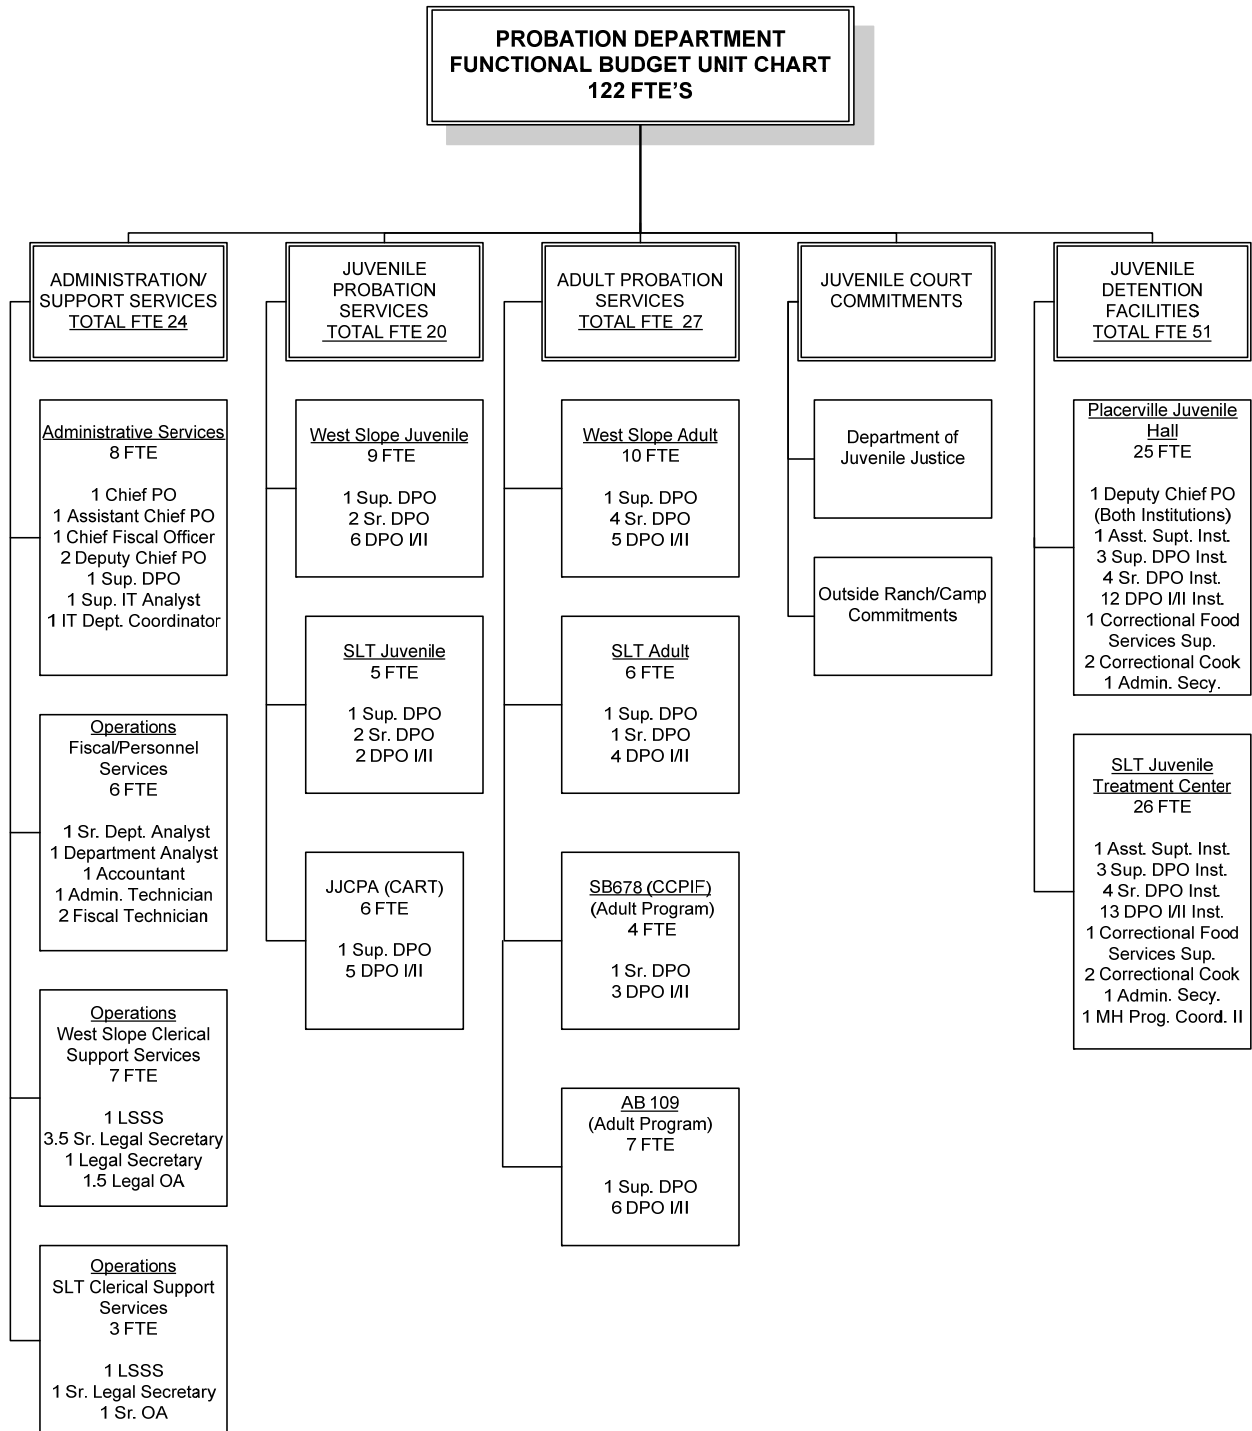 PROBATION DEPARTMENT
FUNCTIONAL BUDGET UNIT CHART
122 FTE'S
ADMINISTRATION/
SUPPORT SERVICES
TOTAL FTE 24
Administrative Services
8 FTE
1 Chief PO
1 Assistant Chief PO
1 Chief Fiscal Officer
2 Deputy Chief PO
1 Sup. DPO
1 Sup. IT Analyst
1 IT Dept. Coordinator
Operations
Fiscal/Personnel
Services
6 FTE
1 Sr. Dept. Analyst
1 Department Analyst
1 Accountant
1 Admin. Technician
2 Fiscal Technician
Operations
West Slope Clerical
Support Services
7 FTE
1 LSSS
3.5 Sr. Legal Secretary
1 Legal Secretary
1.5 Legal OA
Operations
SLT Clerical Support
Services
3 FTE
1 LSSS
1 Sr. Legal Secretary
1 Sr. OA
JUVENILE
PROBATION
SERVICES
TOTAL FTE 20
West Slope Juvenile
9 FTE
1 Sup. DPO
2 Sr. DPO
6 DPO I/II
SLT Juvenile
5 FTE
1 Sup. DPO
2 Sr. DPO
2 DPO I/II
JJCPA (CART)
6 FTE
1 Sup. DPO
5 DPO I/II
ADULT PROBATION
SERVICES
TOTAL FTE 27
West Slope Adult
10 FTE
1 Sup. DPO
4 Sr. DPO
5 DPO I/II
SLT Adult
6 FTE
1 Sup. DPO
1 Sr. DPO
4 DPO I/II
SB678 (CCPIF)
(Adult Program)
4 FTE
1 Sr. DPO
3 DPO I/II
AB 109
(Adult Program)
7 FTE
1 Sup. DPO
6 DPO I/II
JUVENILE COURT
COMMITMENTS
Department of
Juvenile Justice
Outside Ranch/Camp
Commitments
JUVENILE
DETENTION
FACILITIES
TOTAL FTE 51
Placerville Juvenile
Hall
25 FTE
1 Deputy Chief PO
(Both Institutions)
1 Asst. Supt. Inst.
3 Sup. DPO Inst.
4 Sr. DPO Inst.
12 DPO I/II Inst.
1 Correctional Food
Services Sup.
2 Correctional Cook
1 Admin. Secy.
SLT Juvenile
Treatment Center
26 FTE
1 Asst. Supt. Inst.
3 Sup. DPO Inst.
4 Sr. DPO Inst.
13 DPO I/II Inst.
1 Correctional Food
Services Sup.
2 Correctional Cook
1 Admin. Secy.
1 MH Prog. Coord. II